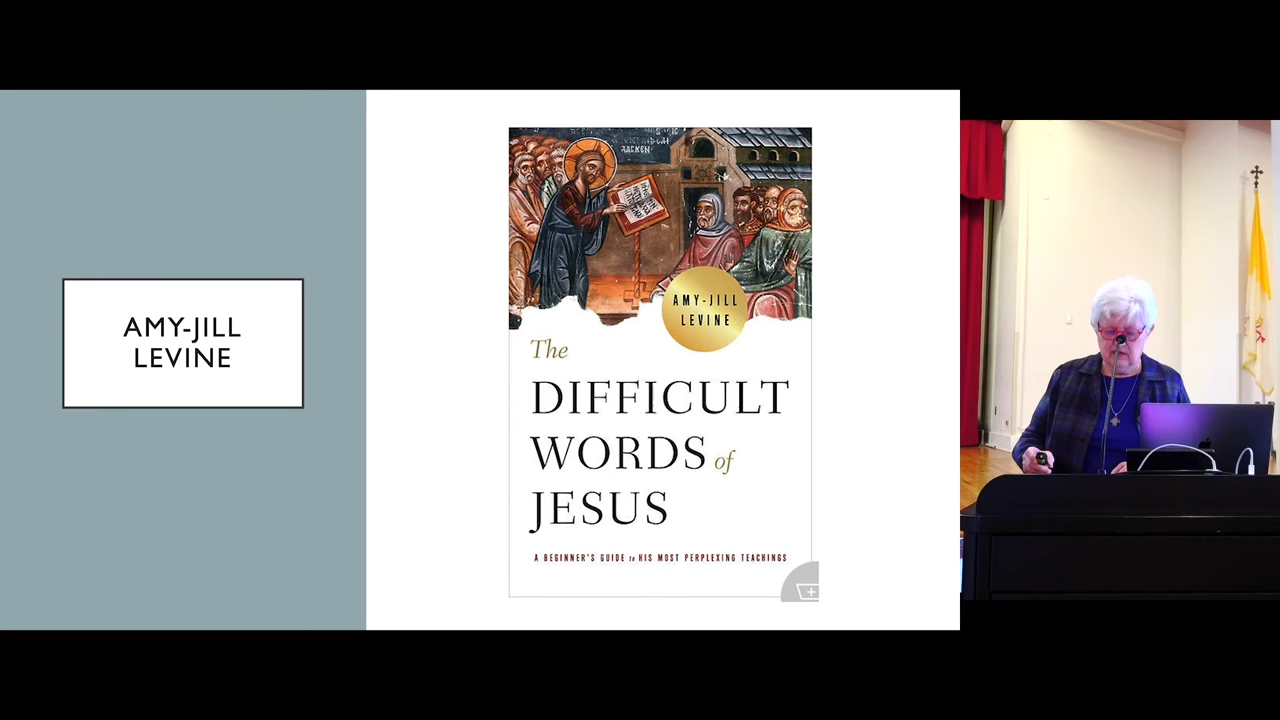 AMY-JILL
LEVINE
AMY-JILL
LEVINE
The
DIFFICULT
WORDS of
JESUS
A BEGINNER'S GUIDE to HIS MOST PERPLEXING TEACHINGS